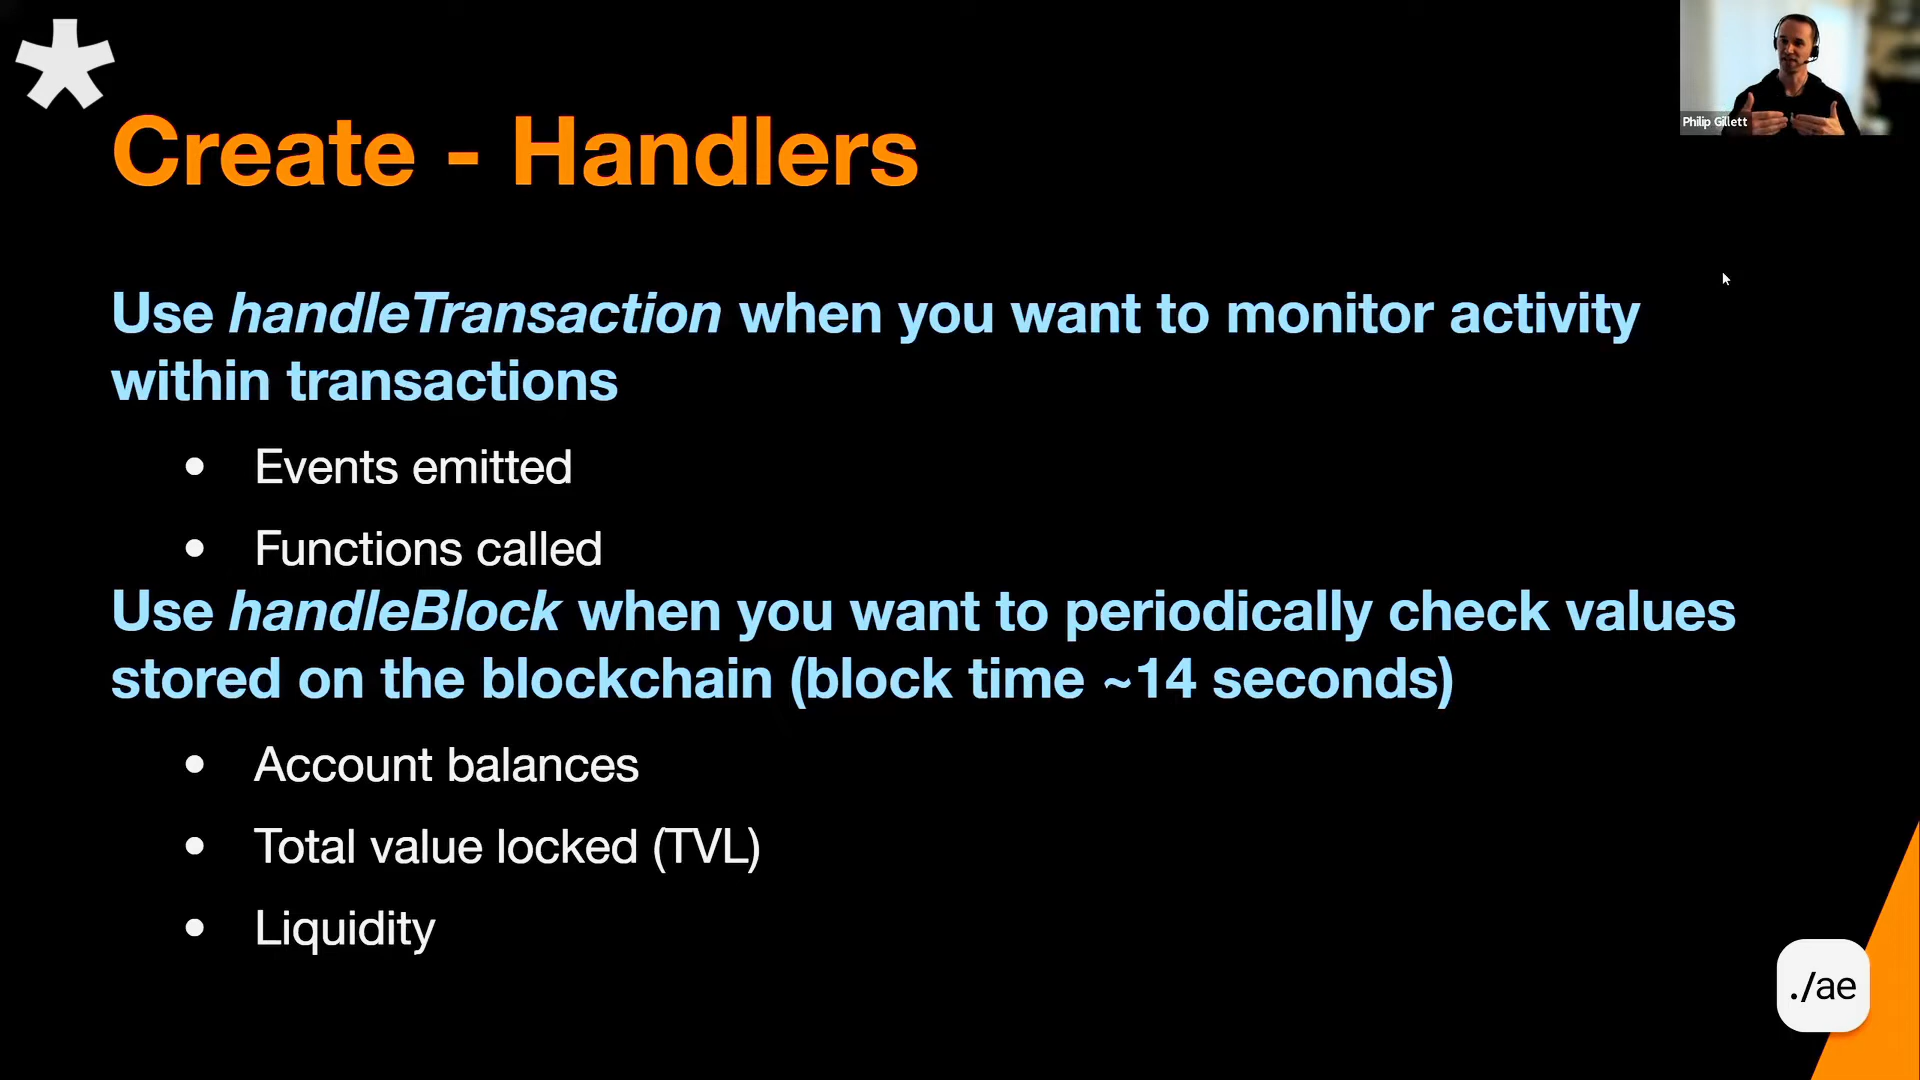 Philip Gillett
Create - Handlers
Use handleTransaction when you want to monitor activity
within transactions
• Events emitted
• Functions called
Use handleBlock when you want to periodically check values
stored on the blockchain (block time ~14 seconds)
• Account balances
• Total value locked (TVL)
• Liquidity
./ae